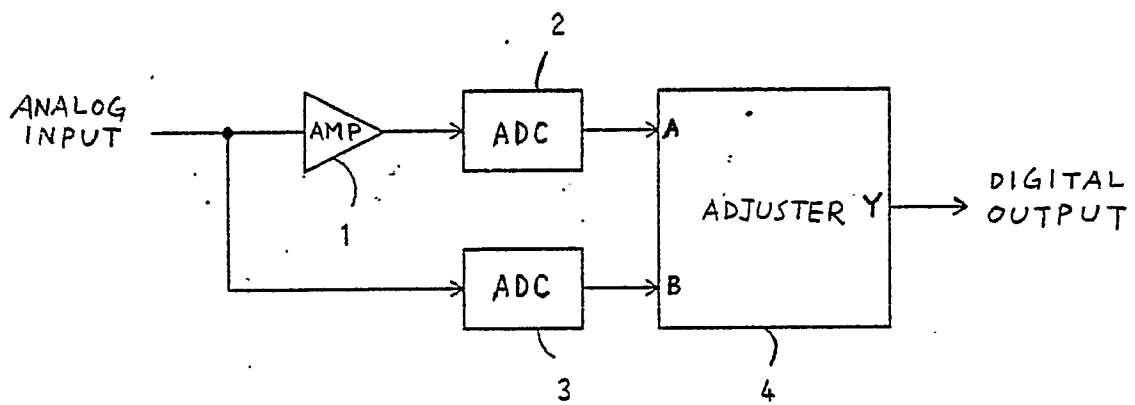 2
ANALOG
INPUT
AMP
ADC
A
1
ADJUSTER Y
DIGITAL
OUTPUT
ADC
B
3
4